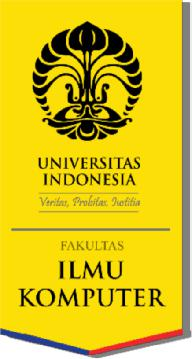 UNIVERSITAS
INDONESIA
Veritas, Probitas, Iustitia
FAKULTAS
ILMU
KOMPUTER